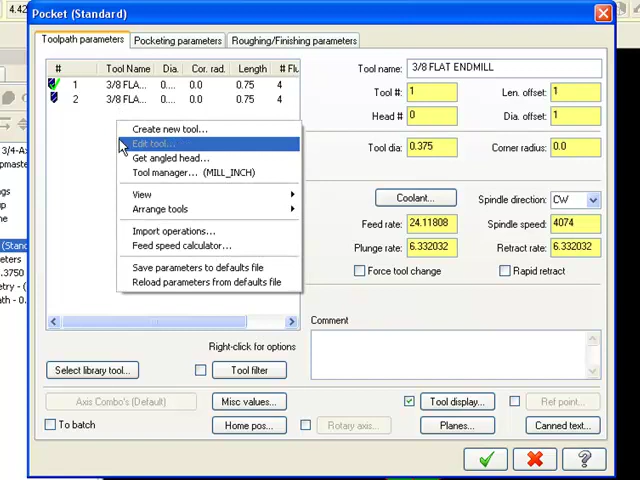 4.42
Pocket (Standard)
Toolpath parameters
Pocketing parameters
Roughing/Finishing parameters
# Tool Name Dia. Cor. rad. Length # Flu
1 3/8 FLA... 0... 0.0 0.75 4
2 3/8 FLA... 0... 0.0 0.75 4
Create new tool...
Edit tool...
Get angled head...
Tool manager... (MILL_INCH)
View
Arrange tools
Import operations...
Feed speed calculator...
Save parameters to defaults file
Reload parameters from defaults file
Tool name: 3/8 FLAT ENDMILL
Tool #: 1 Len. offset: 1
Head # 0 Dia. offset: 1
Tool dia: 0.375 Corner radius: 0.0
Coolant... Spindle direction: CW
Feed rate: 24.11808 Spindle speed: 4074
Plunge rate: 6.332032 Retract rate: 6.332032
Force tool change Rapid retract
Comment
Right-click for options
Select library tool... Tool filter
Axis Combo's (Default) Misc values... Tool display... Ref point...
To batch Home pos... Rotary axis... Planes... Canned text...
3/4-A
pmaste
ngs
up
(Stand
eters
.3750
etry -
ath - 0.